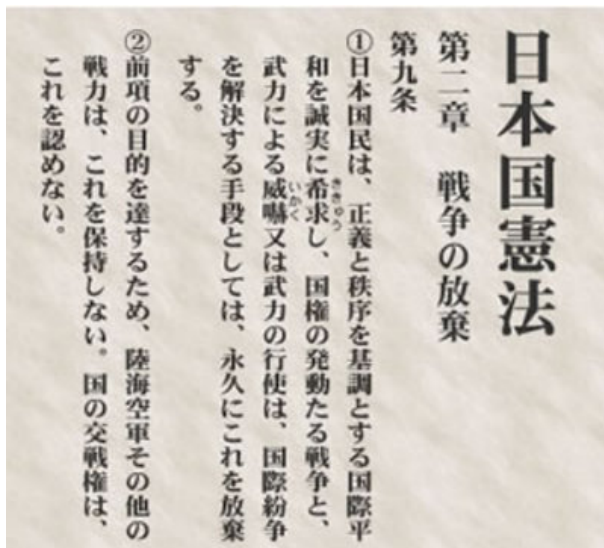 日本国憲法
第二章　戦争の放棄
第九条
①日本国民は、正義と秩序を基調とする国際平
和を誠実に希求し、国権の発動たる戦争と、
ききゅう
武力による威嚇又は武力の行使は、国際紛争
いかく
を解決する手段としては、永久にこれを放棄
する。
②前項の目的を達するため、陸海空軍その他の
戦力は、これを保持しない。国の交戦権は、
これを認めない。